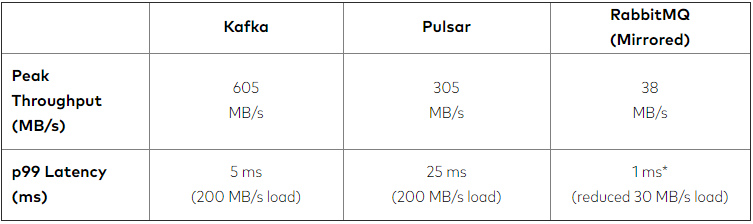 Kafka
Pulsar
RabbitMQ
(Mirrored)
Peak
Throughput
(MB/s)
605
MB/s
305
MB/s
38
MB/s
p99 Latency
(ms)
5 ms
(200 MB/s load)
25 ms
(200 MB/s load)
1 ms*
(reduced 30 MB/s load)